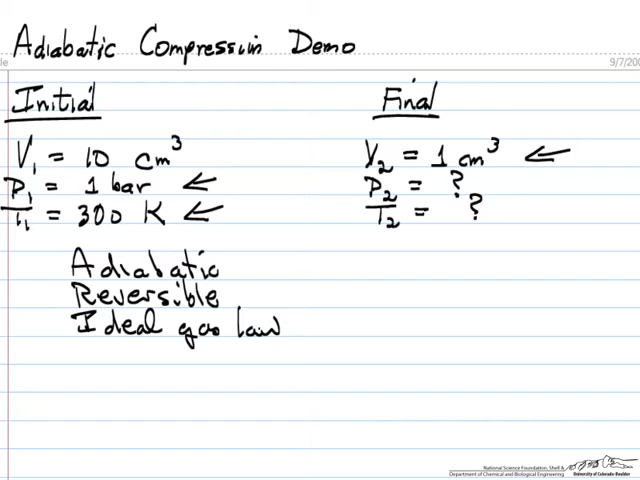 Adiabatic Compression Demo
9/7/200
Initial
Final
V₁ = 10 cm³
V₂ = 1 cm³ ←
P₁ = 1 bar ←
P₂ = ?
T₁ = 300 K ←
T₂ = ?
Adiabatic
Reversible
Ideal gas law
National Science Foundation, Shell &
Department of Chemical and Biological Engineering
University of Colorado Boulder